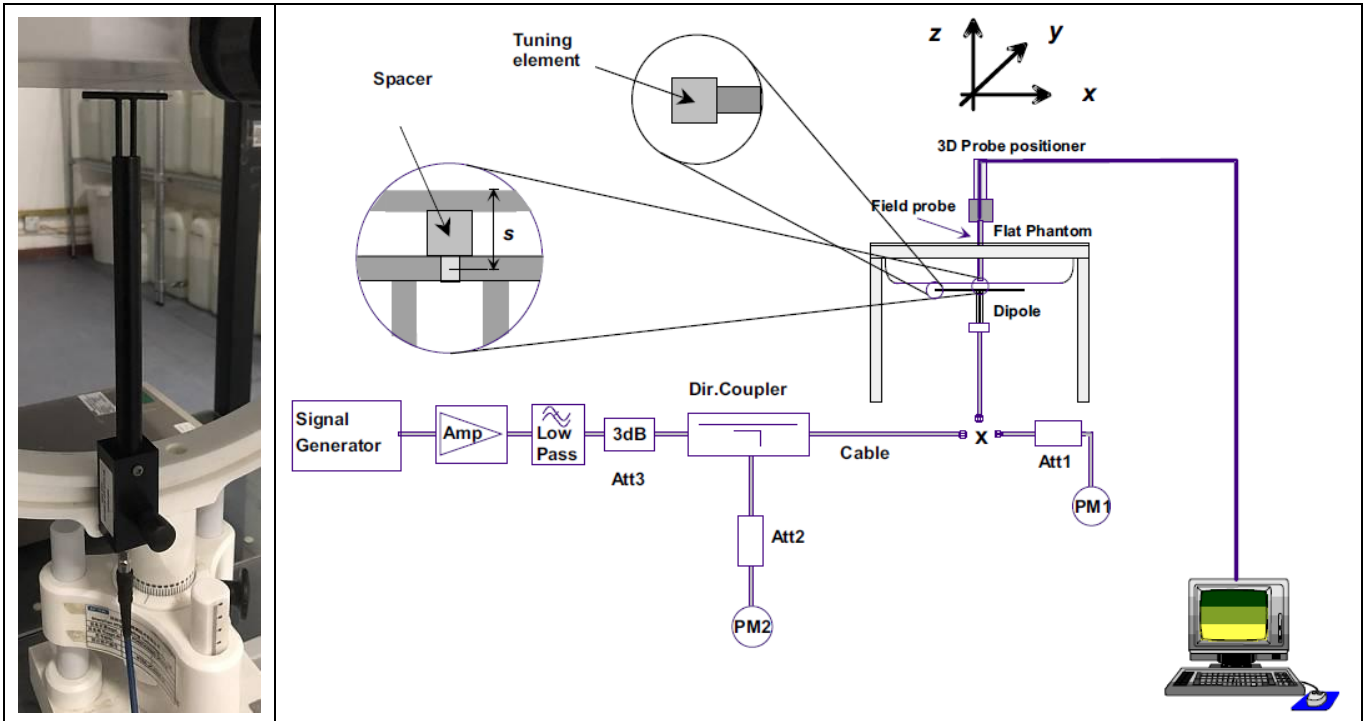 Tuning
element
Spacer
s
z
y
x
3D Probe positioner
Field probe
Flat Phantom
Dipole
Dir.Coupler
Signal
Generator
Amp
Low
Pass
3dB
Att3
Cable
x
Att1
PM1
Att2
PM2